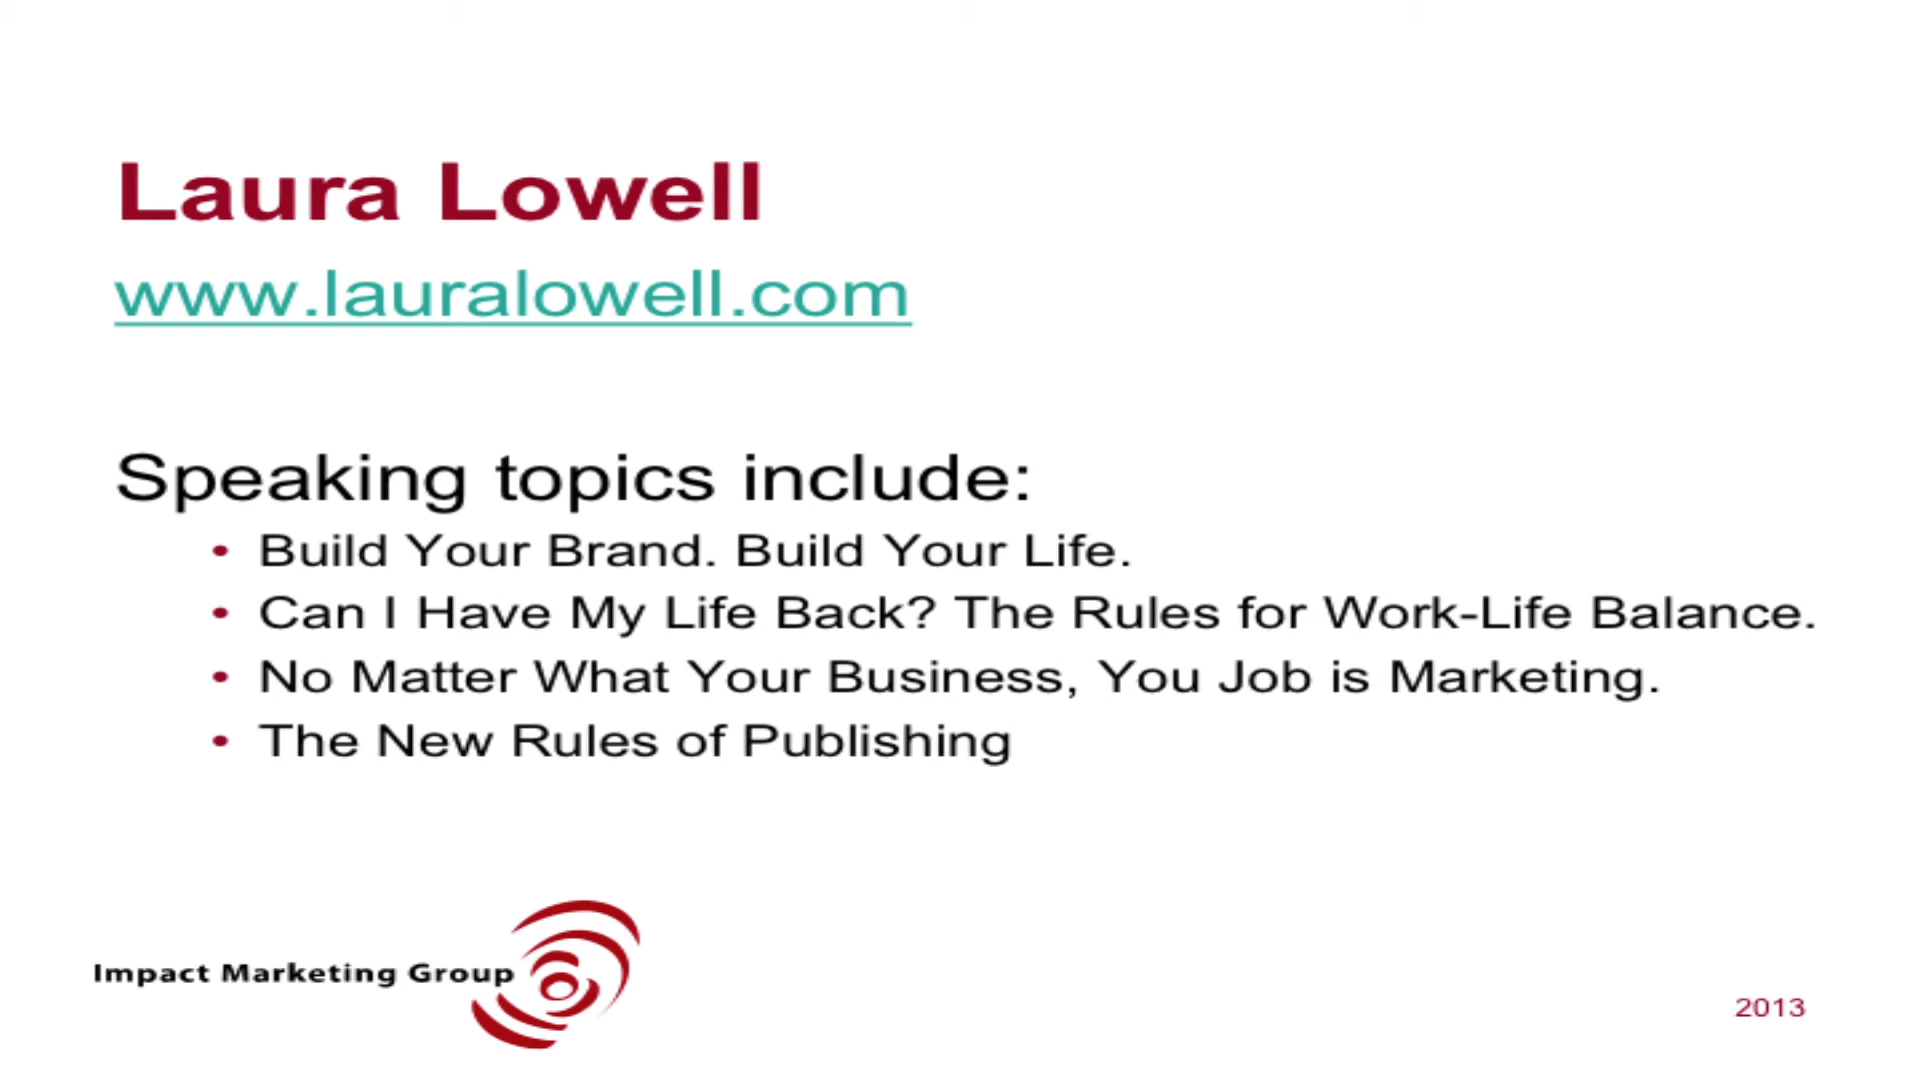 Laura Lowell
www.lauralowell.com
Speaking topics include:
• Build Your Brand. Build Your Life.
• Can I Have My Life Back? The Rules for Work-Life Balance.
• No Matter What Your Business, You Job is Marketing.
• The New Rules of Publishing
Impact Marketing Group
2013